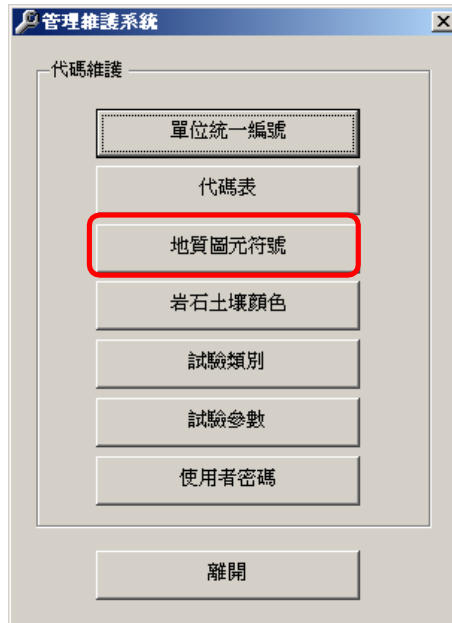 管理維護系統
代碼維護
單位統一編號
代碼表
地質圖元符號
岩石土壤顏色
試驗類別
試驗參數
使用者密碼
離開